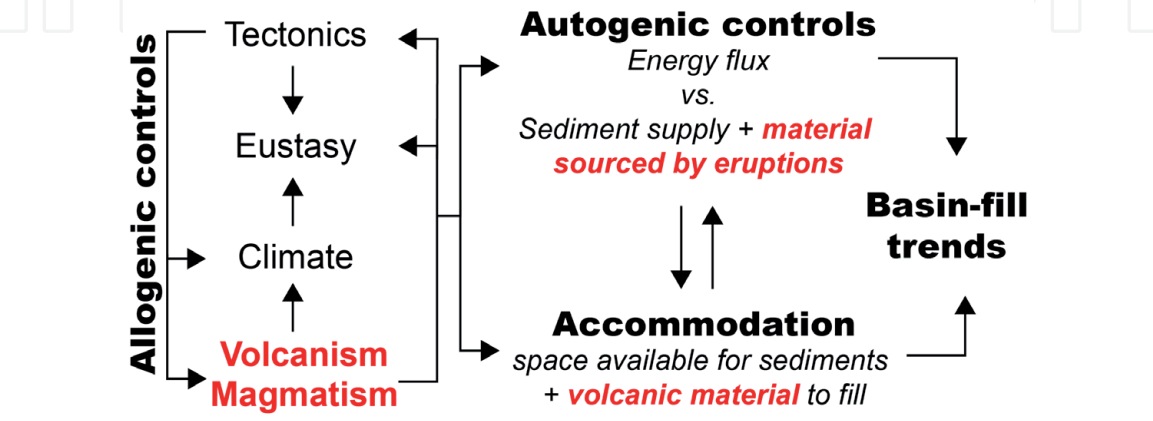 Allogenic controls
Tectonics
Eustasy
Climate
Volcanism
Magmatism
Autogenic controls
Energy flux
vs.
Sediment supply + material
sourced by eruptions
Accommodation
space available for sediments
+ volcanic material to fill
Basin-fill
trends